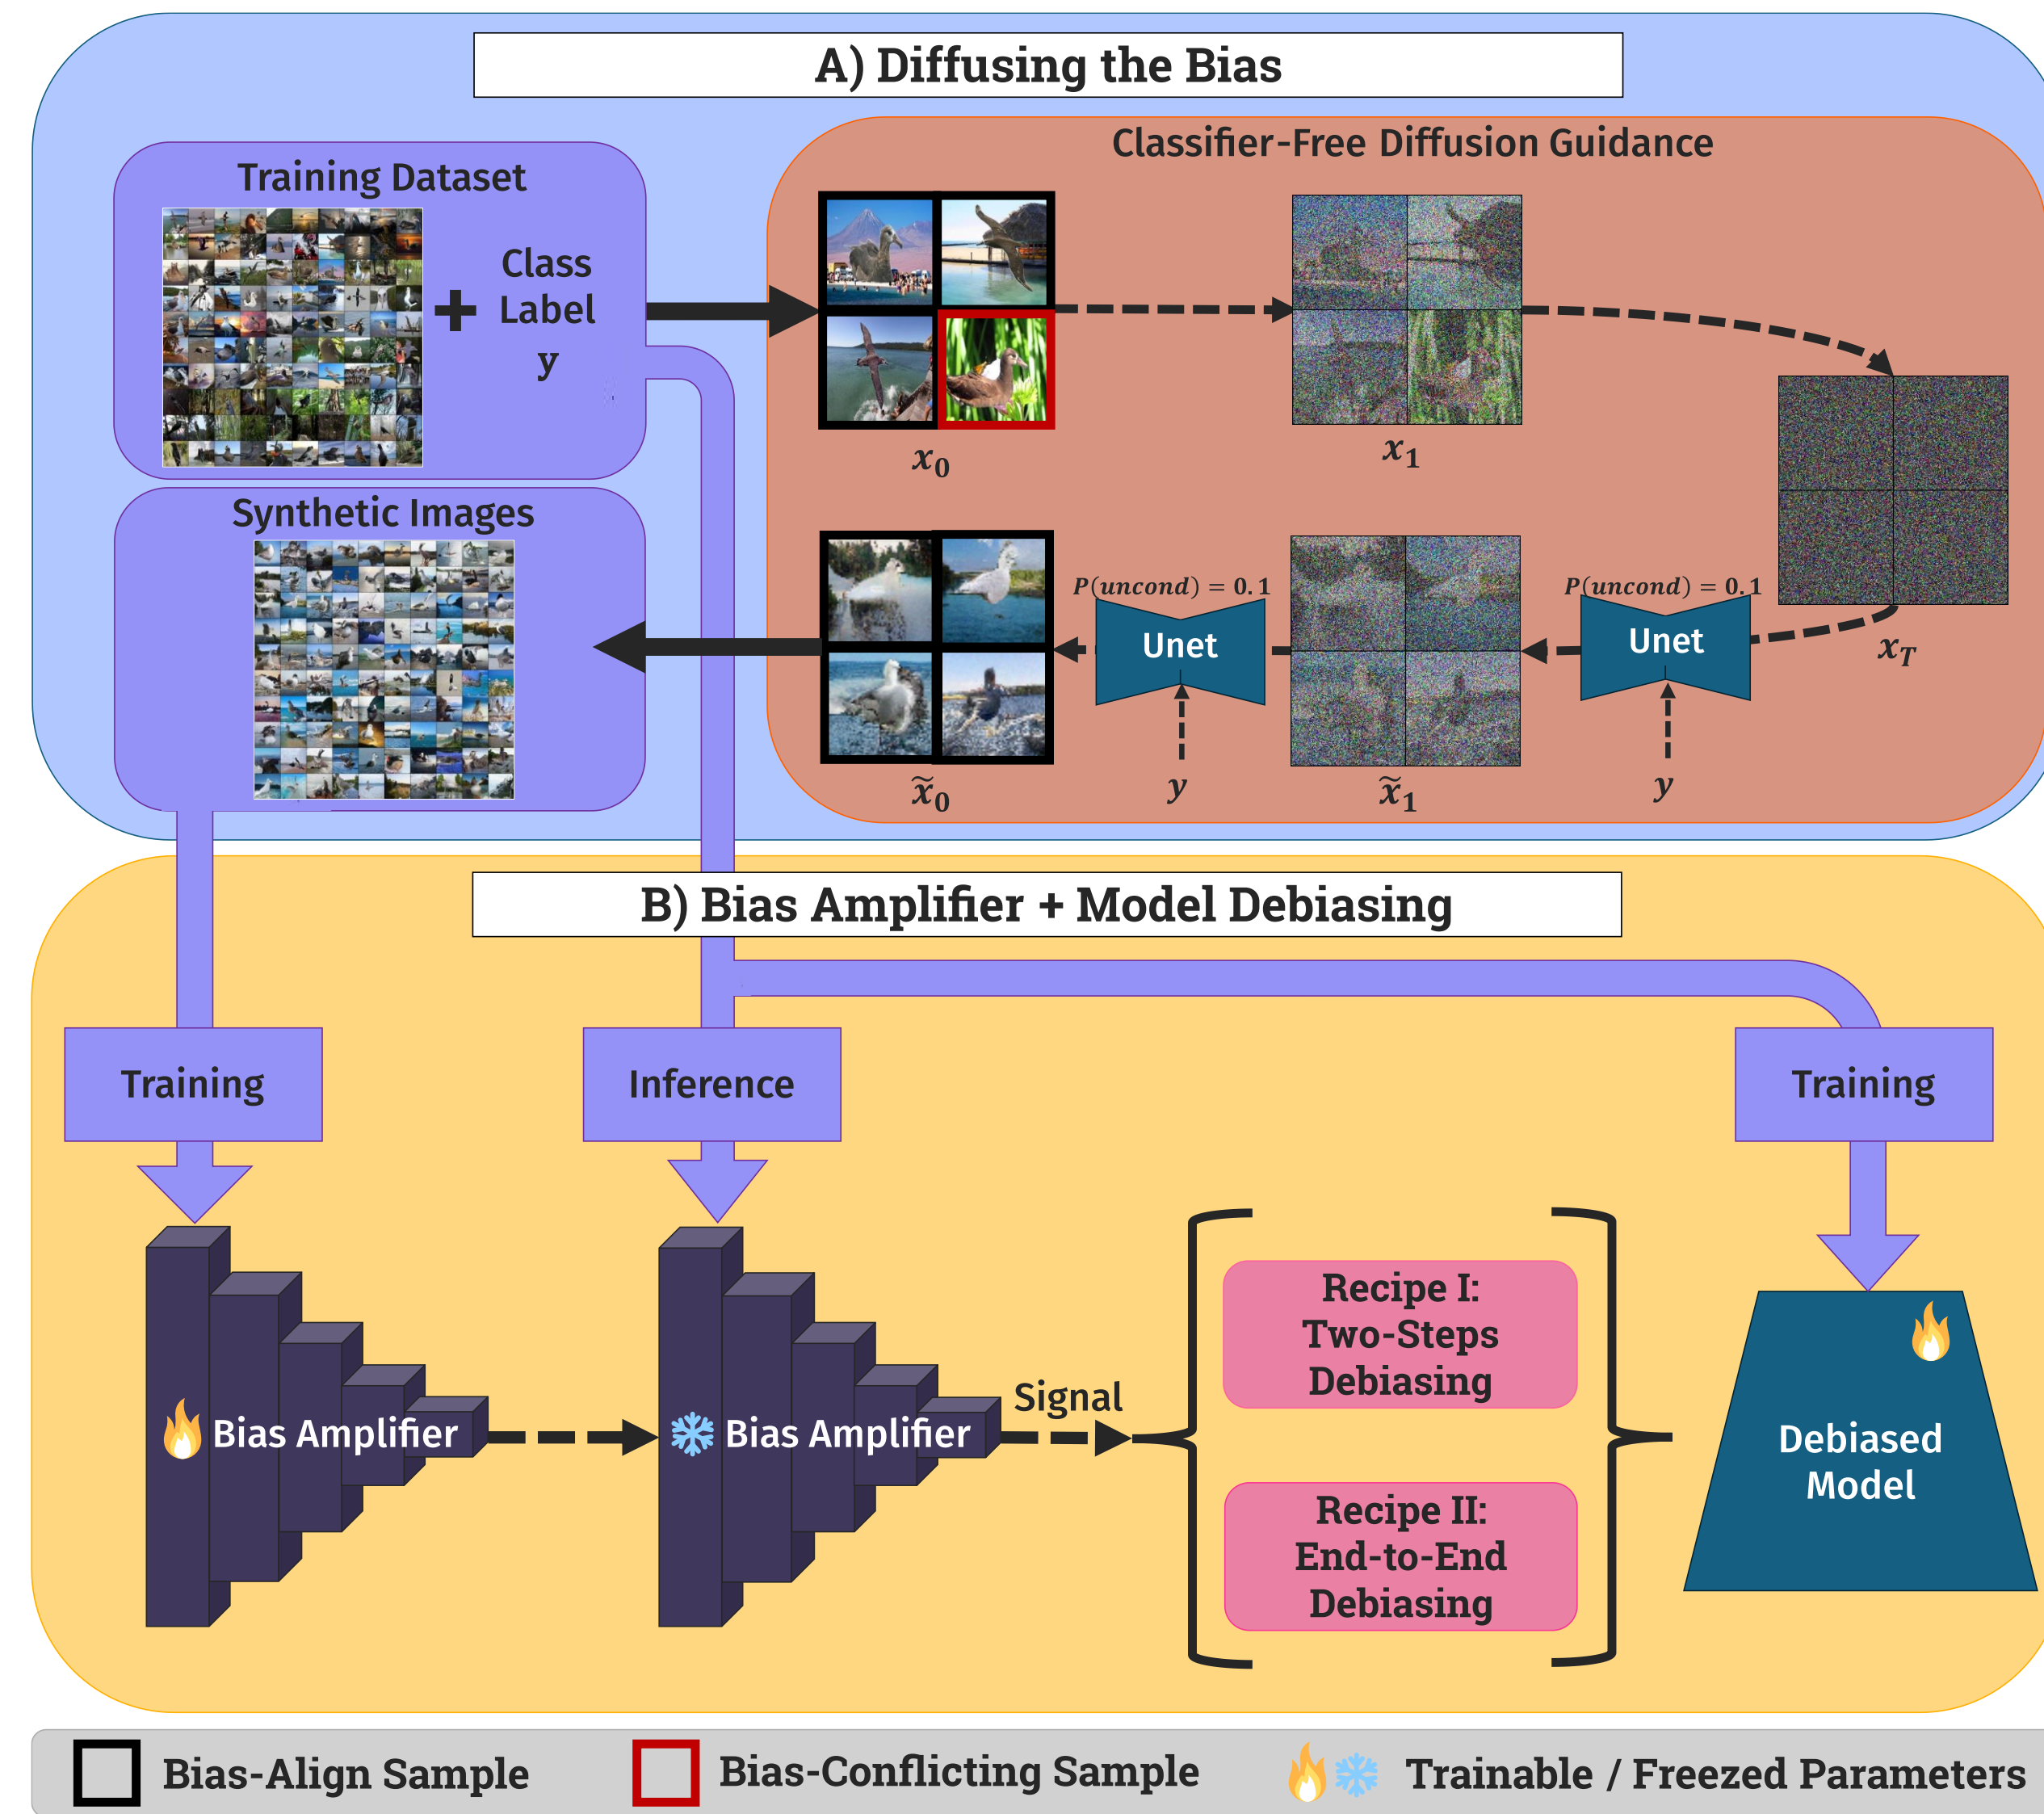 A) Diffusing the Bias
Classifier-Free Diffusion Guidance
Training Dataset
Class
Label
y
x₀
x₁
Synthetic Images
P(uncond) = 0.1
P(uncond) = 0.1
Unet
Unet
x_T
x̃₀
y
x̃₁
y
B) Bias Amplifier + Model Debiasing
Training
Inference
Training
Bias Amplifier
Bias Amplifier
Signal
Recipe I:
Two-Steps
Debiasing
Recipe II:
End-to-End
Debiasing
Debiased
Model
Bias-Align Sample
Bias-Conflicting Sample
Trainable / Freezed Parameters